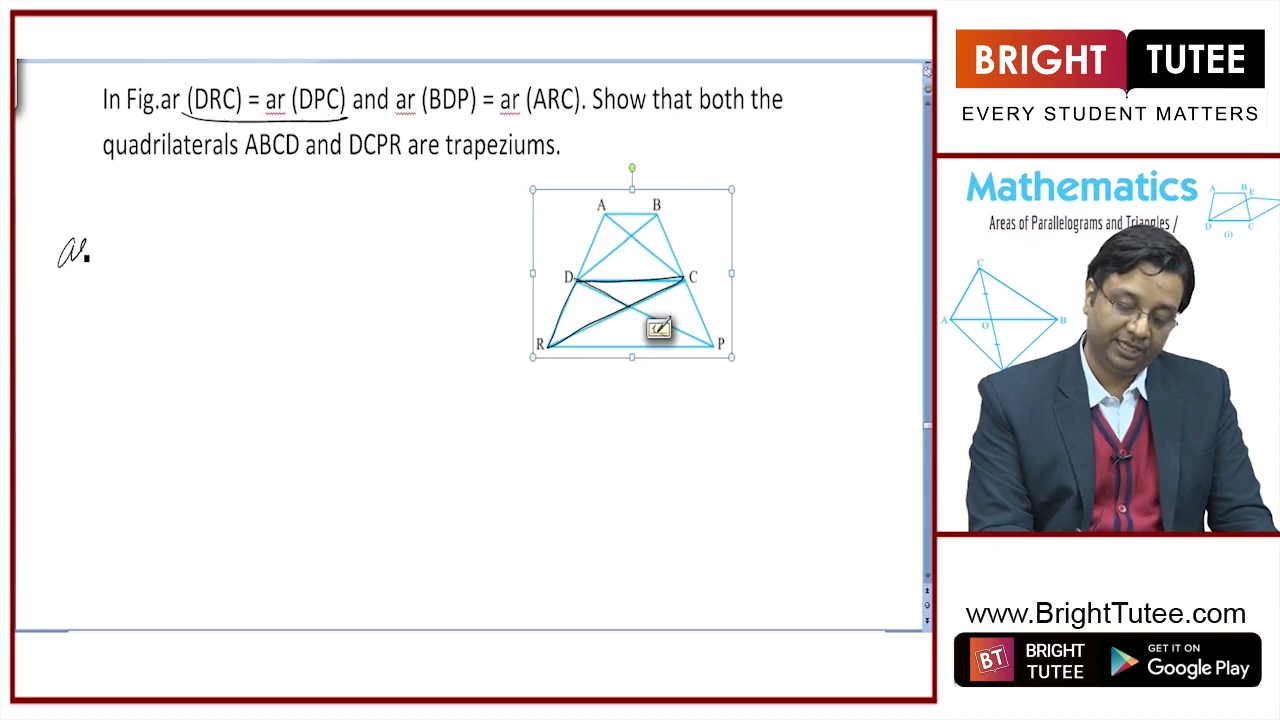 In Fig.ar (DRC) = ar (DPC) and ar (BDP) = ar (ARC). Show that both the
quadrilaterals ABCD and DCPR are trapeziums.
ar
A B
D C
R P
BRIGHT TUTEE
EVERY STUDENT MATTERS
Mathematics
Areas of Parallelograms and Triangles /
A B E
D C
(i)
C
A O B
www.BrightTutee.com
BT BRIGHT TUTEE
GET IT ON
Google Play